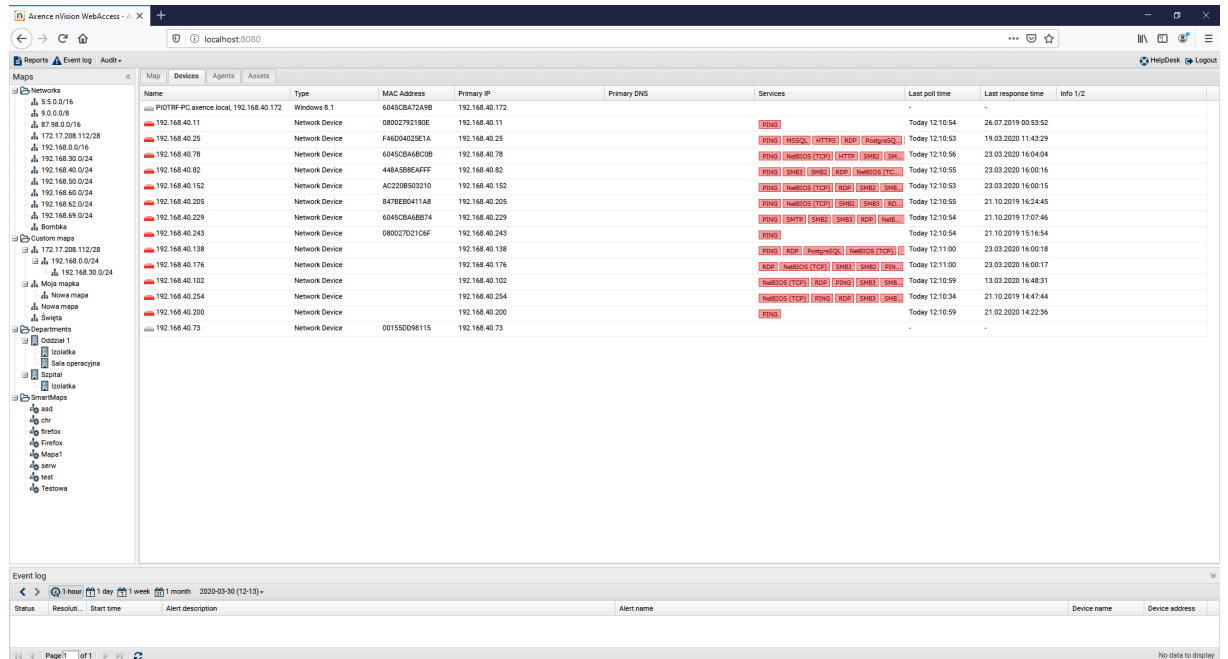 Axence nVision WebAccess - A
localhost:8080
Reports Event log Audit HelpDesk Logout
Maps
Networks
5.5.0.0/16
9.0.0.0/8
87.98.0.0/16
172.17.208.112/28
192.168.0.0/16
192.168.30.0/24
192.168.40.0/24
192.168.50.0/24
192.168.60.0/24
192.168.62.0/24
192.168.69.0/24
Bombka
Custom maps
172.17.208.112/28
192.168.0.0/24
192.168.30.0/24
Moja mapka
Nowa mapa
Nowa mapa
Święta
Departments
Oddział 1
Izolatka
Sala operacyjna
Szpital
Izolatka
SmartMaps
asd
chr
firefox
Firefox
Mapa1
serw
test
Testowa
Map Devices Agents Assets
Name Type MAC Address Primary IP Primary DNS Services Last poll time Last response time Info 1/2
PIOTRF-PC.axence.local, 192.168.40.172 Windows 8.1 6045CBA72A9B 192.168.40.172 - -
192.168.40.11 Network Device 08002792180E 192.168.40.11 PING Today 12:10:54 26.07.2019 00:53:52
192.168.40.25 Network Device F46D04025E1A 192.168.40.25 PING MSSQL HTTPS RDP PostgreSQ... Today 12:10:53 19.03.2020 11:43:29
192.168.40.78 Network Device 6045CBA6BC0B 192.168.40.78 PING NetBIOS (TCP) HTTP SMB2 SM... Today 12:10:56 23.03.2020 16:04:04
192.168.40.82 Network Device 448A5B8EAFFF 192.168.40.82 PING SMB3 SMB2 RDP NetBIOS (TC... Today 12:10:55 23.03.2020 16:00:16
192.168.40.152 Network Device AC220B503210 192.168.40.152 PING NetBIOS (TCP) RDP SMB2 SMB... Today 12:10:53 23.03.2020 16:00:15
192.168.40.205 Network Device 847BEB0411A8 192.168.40.205 PING NetBIOS (TCP) SMB2 SMB3 RD... Today 12:10:55 21.10.2019 16:24:45
192.168.40.229 Network Device 6045CBA6BB74 192.168.40.229 PING SMTP SMB2 SMB3 RDP NetB... Today 12:10:54 21.10.2019 17:07:46
192.168.40.243 Network Device 080027D21C6F 192.168.40.243 PING Today 12:10:54 21.10.2019 15:16:54
192.168.40.138 Network Device 192.168.40.138 PING RDP PostgreSQL NetBIOS (TCP) Today 12:11:00 23.03.2020 16:00:18
192.168.40.176 Network Device 192.168.40.176 RDP NetBIOS (TCP) SMB3 SMB2 PIN... Today 12:11:00 23.03.2020 16:00:17
192.168.40.102 Network Device 192.168.40.102 NetBIOS (TCP) RDP PING SMB3 SMB... Today 12:10:59 13.03.2020 16:48:31
192.168.40.254 Network Device 192.168.40.254 NetBIOS (TCP) PING RDP SMB3 SMB... Today 12:10:34 21.10.2019 14:47:44
192.168.40.200 Network Device 192.168.40.200 PING Today 12:10:59 21.02.2020 14:22:36
192.168.40.73 Network Device 00155DD98115 192.168.40.73 - -
Event log
1 hour 1 day 1 week 1 month 2020-03-30 (12-13)
Status Resoluti... Start time Alert description Alert name Device name Device address
Page 1 of 1 No data to display